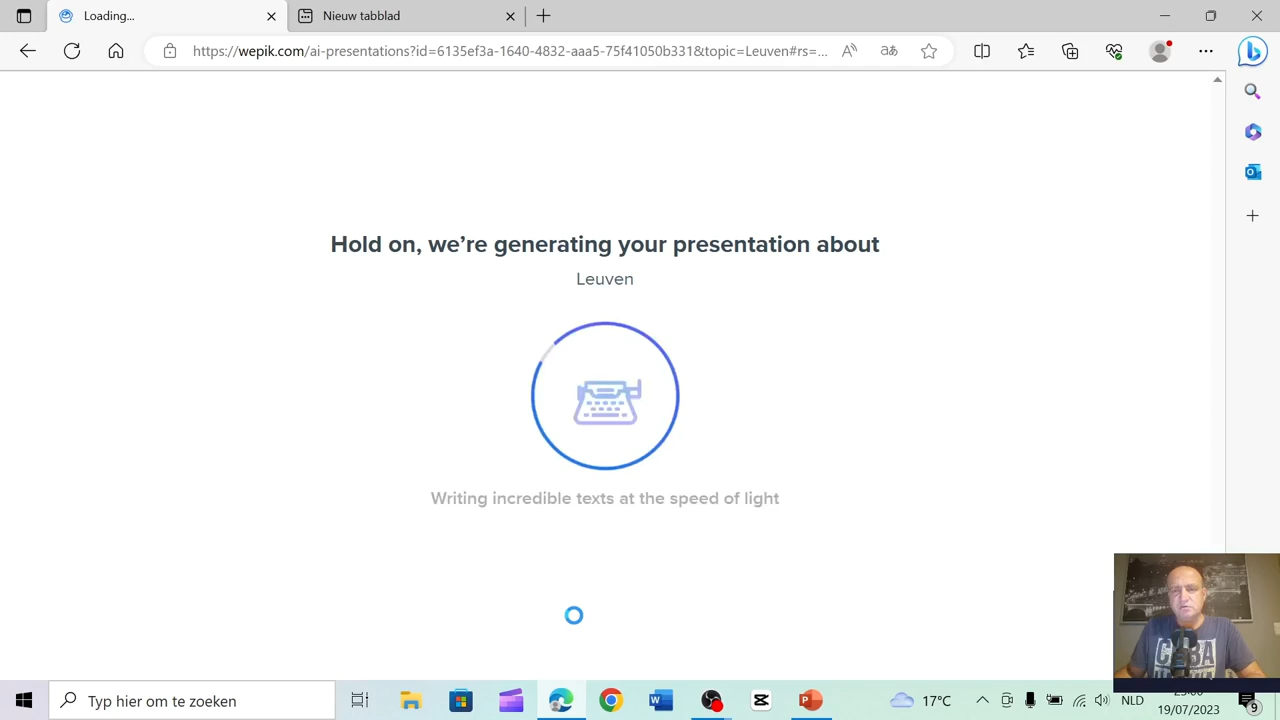 Loading...
Nieuw tabblad
https://wepik.com/ai-presentations?id=6135ef3a-1640-4832-aaa5-75f41050b331&topic=Leuven#rs=...
Hold on, we're generating your presentation about
Leuven
Writing incredible texts at the speed of light
Typ hier om te zoeken
17°C
NLD
19/07/2023
9